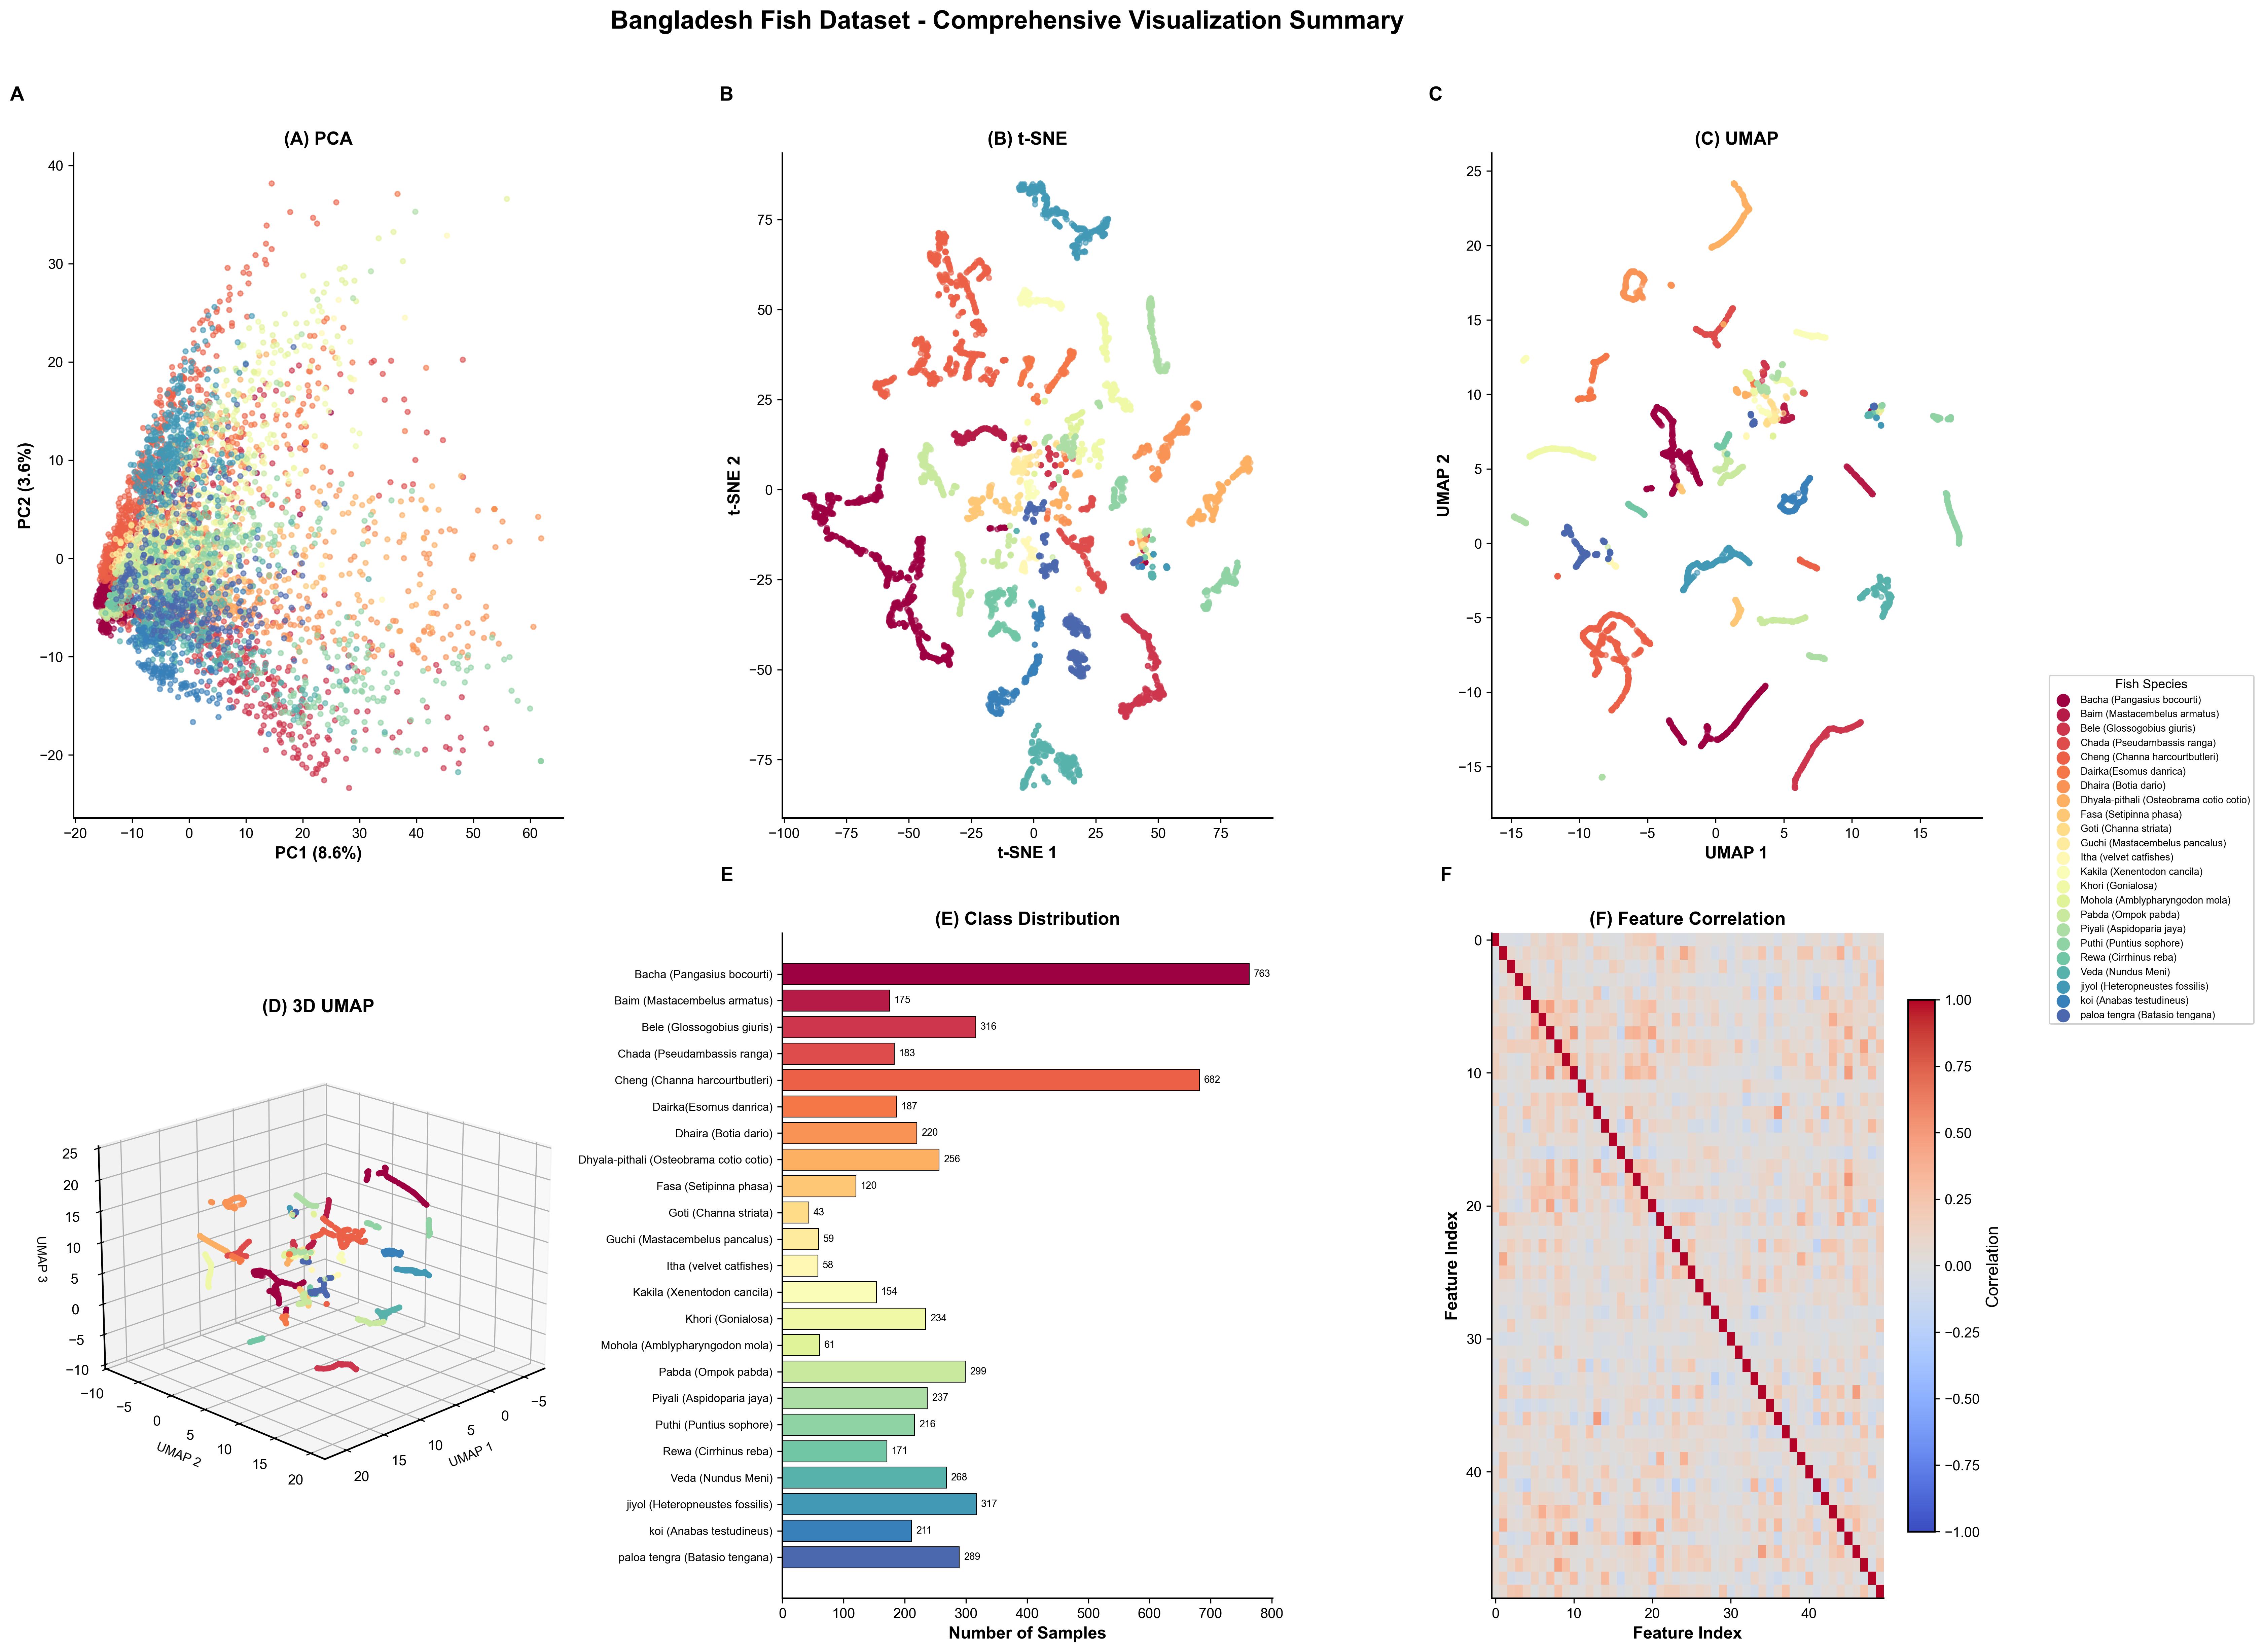 Bangladesh Fish Dataset - Comprehensive Visualization Summary
A
B
C
(A) PCA
40
30
20
10
0
−10
−20
PC2 (3.6%)
−20 −10 0 10 20 30 40 50 60
PC1 (8.6%)
(B) t-SNE
75
50
25
0
−25
−50
−75
t-SNE 2
−100 −75 −50 −25 0 25 50 75
t-SNE 1
(C) UMAP
25
20
15
10
5
0
−5
−10
−15
UMAP 2
−15 −10 −5 0 5 10 15
UMAP 1
Fish Species
Bacha (Pangasius bocourti)
Baim (Mastacembelus armatus)
Bele (Glossogobius giuris)
Chada (Pseudambassis ranga)
Cheng (Channa harcourtbutleri)
Dairka(Esomus danrica)
Dhaira (Botia dario)
Dhyala-pithali (Osteobrama cotio cotio)
Fasa (Setipinna phasa)
Goti (Channa striata)
Guchi (Mastacembelus pancalus)
Itha (velvet catfishes)
Kakila (Xenentodon cancila)
Khori (Gonialosa)
Mohola (Amblypharyngodon mola)
Pabda (Ompok pabda)
Piyali (Aspidoparia jaya)
Puthi (Puntius sophore)
Rewa (Cirrhinus reba)
Veda (Nundus Meni)
jiyol (Heteropneustes fossilis)
koi (Anabas testudineus)
paloa tengra (Batasio tengana)
(D) 3D UMAP
25
20
15
10
5
0
−5
−10
UMAP 3
−10
−5
0
5
10
15
20
UMAP 2
20
15
10
5
0
−5
UMAP 1
E
(E) Class Distribution
Bacha (Pangasius bocourti) 763
Baim (Mastacembelus armatus) 175
Bele (Glossogobius giuris) 316
Chada (Pseudambassis ranga) 183
Cheng (Channa harcourtbutleri) 682
Dairka(Esomus danrica) 187
Dhaira (Botia dario) 220
Dhyala-pithali (Osteobrama cotio cotio) 256
Fasa (Setipinna phasa) 120
Goti (Channa striata) 43
Guchi (Mastacembelus pancalus) 59
Itha (velvet catfishes) 58
Kakila (Xenentodon cancila) 154
Khori (Gonialosa) 234
Mohola (Amblypharyngodon mola) 61
Pabda (Ompok pabda) 299
Piyali (Aspidoparia jaya) 237
Puthi (Puntius sophore) 216
Rewa (Cirrhinus reba) 171
Veda (Nundus Meni) 268
jiyol (Heteropneustes fossilis) 317
koi (Anabas testudineus) 211
paloa tengra (Batasio tengana) 289
0 100 200 300 400 500 600 700 800
Number of Samples
F
(F) Feature Correlation
0
10
20
30
40
Feature Index
0 10 20 30 40
Feature Index
1.00
0.75
0.50
0.25
0.00
−0.25
−0.50
−0.75
−1.00
Correlation